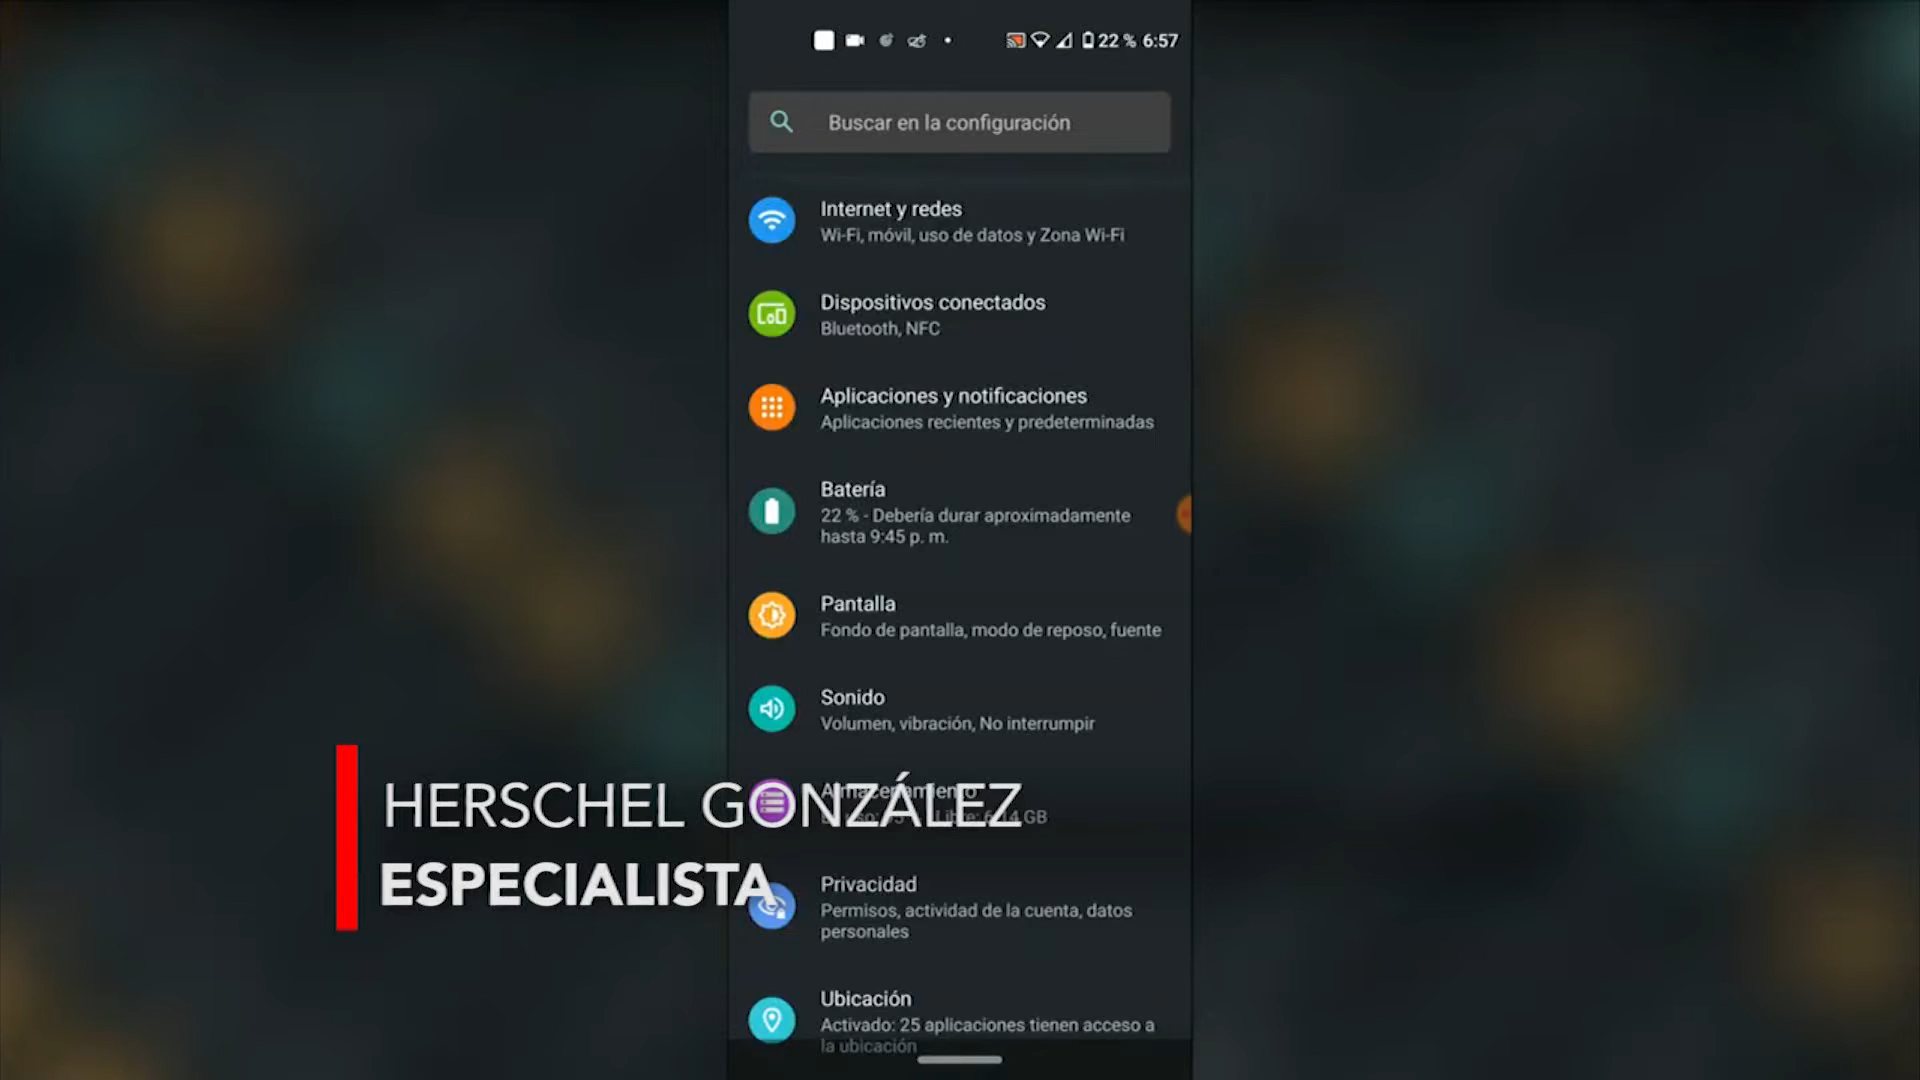 22 % 6:57
Buscar en la configuración
Internet y redes
Wi-Fi, móvil, uso de datos y Zona Wi-Fi
Dispositivos conectados
Bluetooth, NFC
Aplicaciones y notificaciones
Aplicaciones recientes y predeterminadas
Batería
22 % - Debería durar aproximadamente
hasta 9:45 p. m.
Pantalla
Fondo de pantalla, modo de reposo, fuente
Sonido
Volumen, vibración, No interrumpir
Almacenamiento
GB
HERSCHEL GONZÁLEZ
ESPECIALISTA
Privacidad
Permisos, actividad de la cuenta, datos
personales
Ubicación
Activado: 25 aplicaciones tienen acceso a
la ubicación